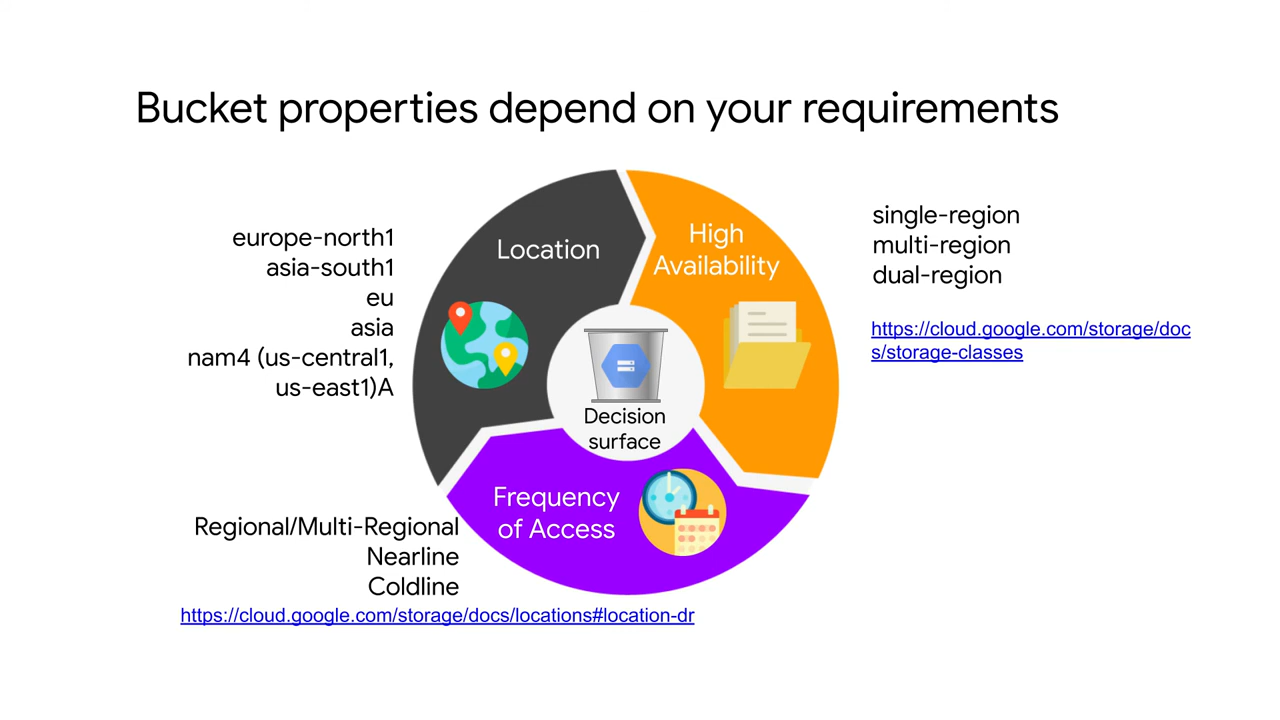 Bucket properties depend on your requirements
Location
europe-north1
asia-south1
eu
asia
nam4 (us-central1,
us-east1)A
High
Availability
single-region
multi-region
dual-region
https://cloud.google.com/storage/doc
s/storage-classes
Decision
surface
Frequency
of Access
Regional/Multi-Regional
Nearline
Coldline
https://cloud.google.com/storage/docs/locations#location-dr